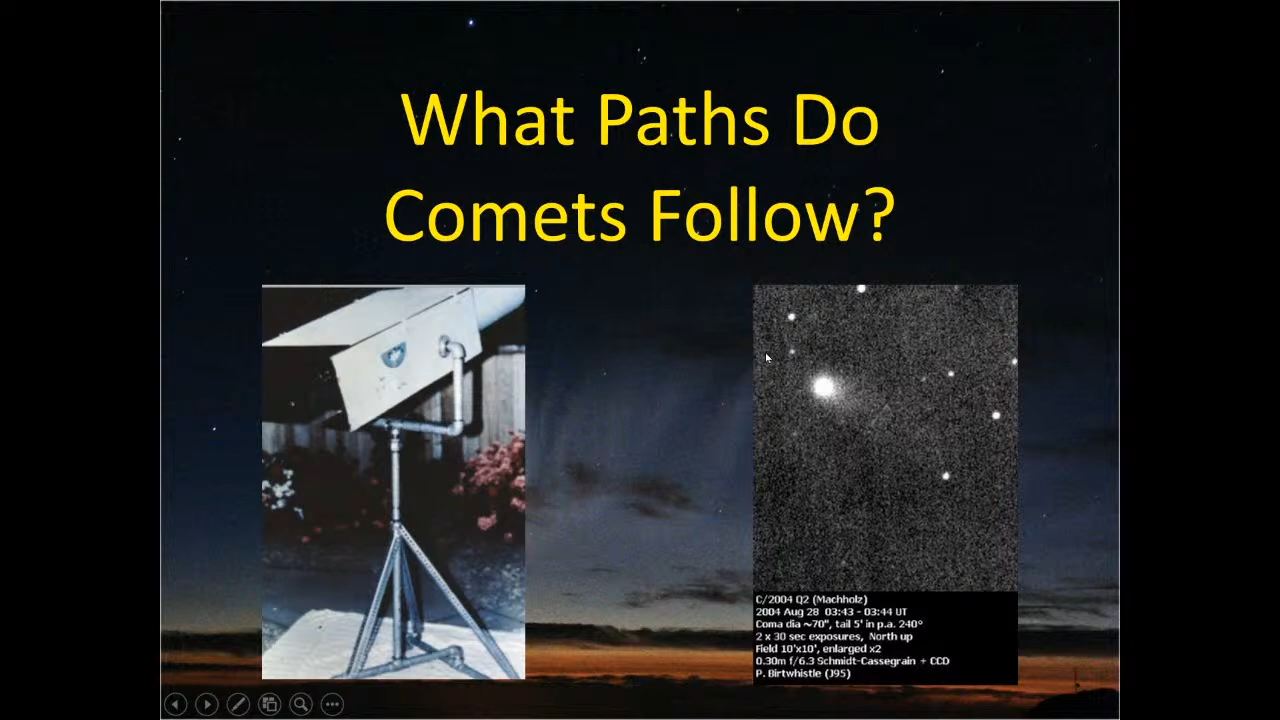 What Paths Do
Comets Follow?
C/2004 Q2 (Machholz)
2004 Aug 28 03:43 - 03:44 UT
Coma dia ~70", tail 5' in p.a. 240°
2 x 30 sec exposures, North up
Field 10'x10', enlarged x2
0.30m f/6.3 Schmidt-Cassegrain + CCD
P. Birtwhistle (J95)